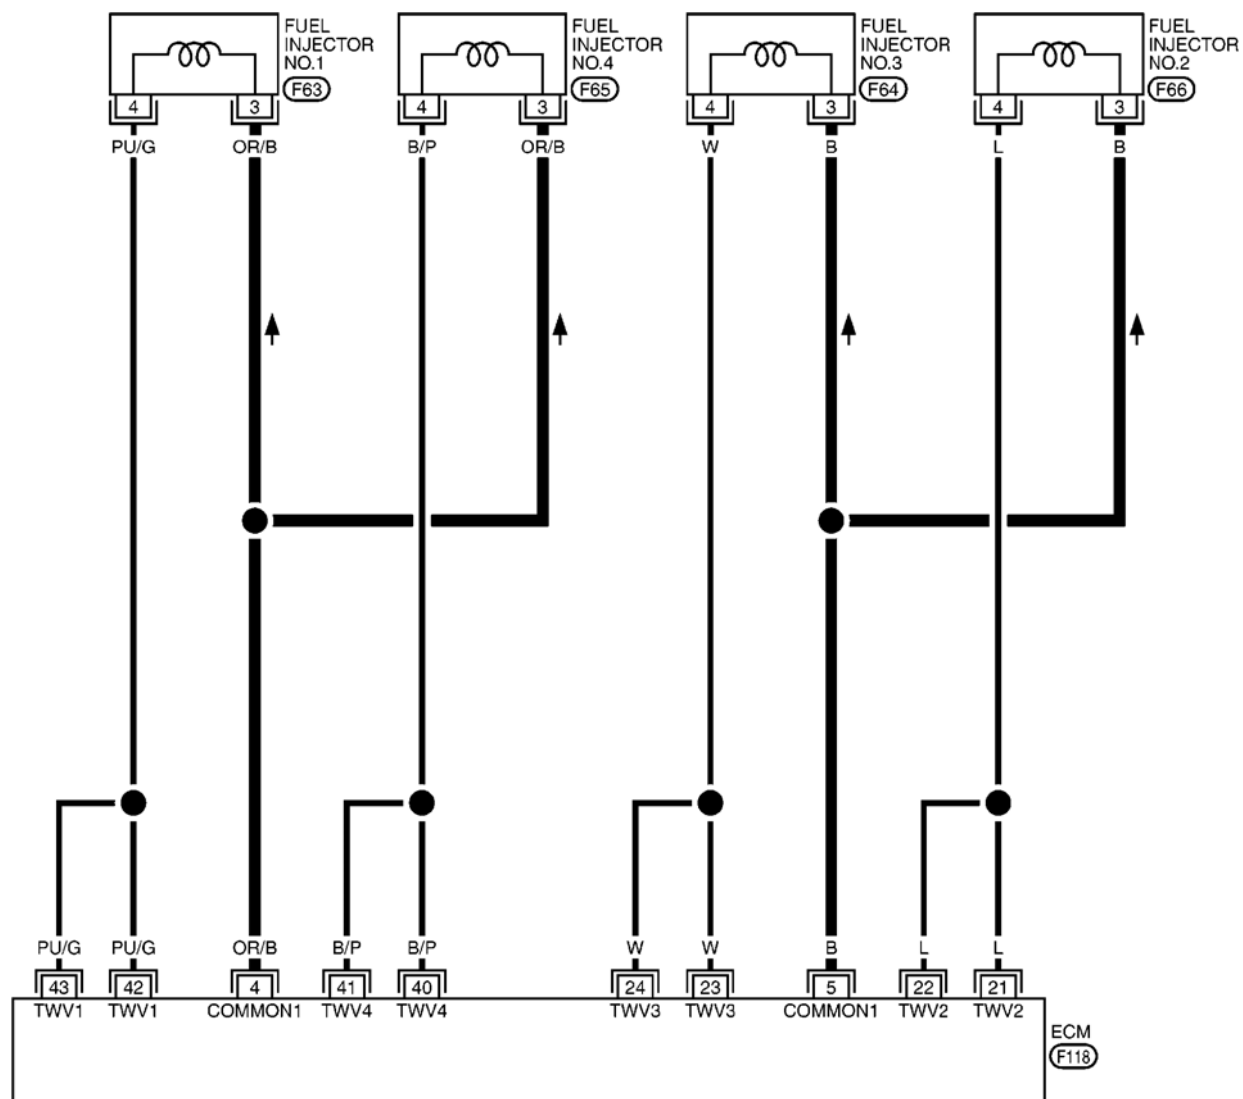 FUEL
INJECTOR
NO.1
F63
FUEL
INJECTOR
NO.4
F65
FUEL
INJECTOR
NO.3
F64
FUEL
INJECTOR
NO.2
F66
4 3 4 3 4 3 4 3
PU/G OR/B B/P OR/B W B L B
PU/G PU/G OR/B B/P B/P W W B L L
43 42 4 41 40 24 23 5 22 21
TWV1 TWV1 COMMON1 TWV4 TWV4 TWV3 TWV3 COMMON1 TWV2 TWV2
ECM
F118